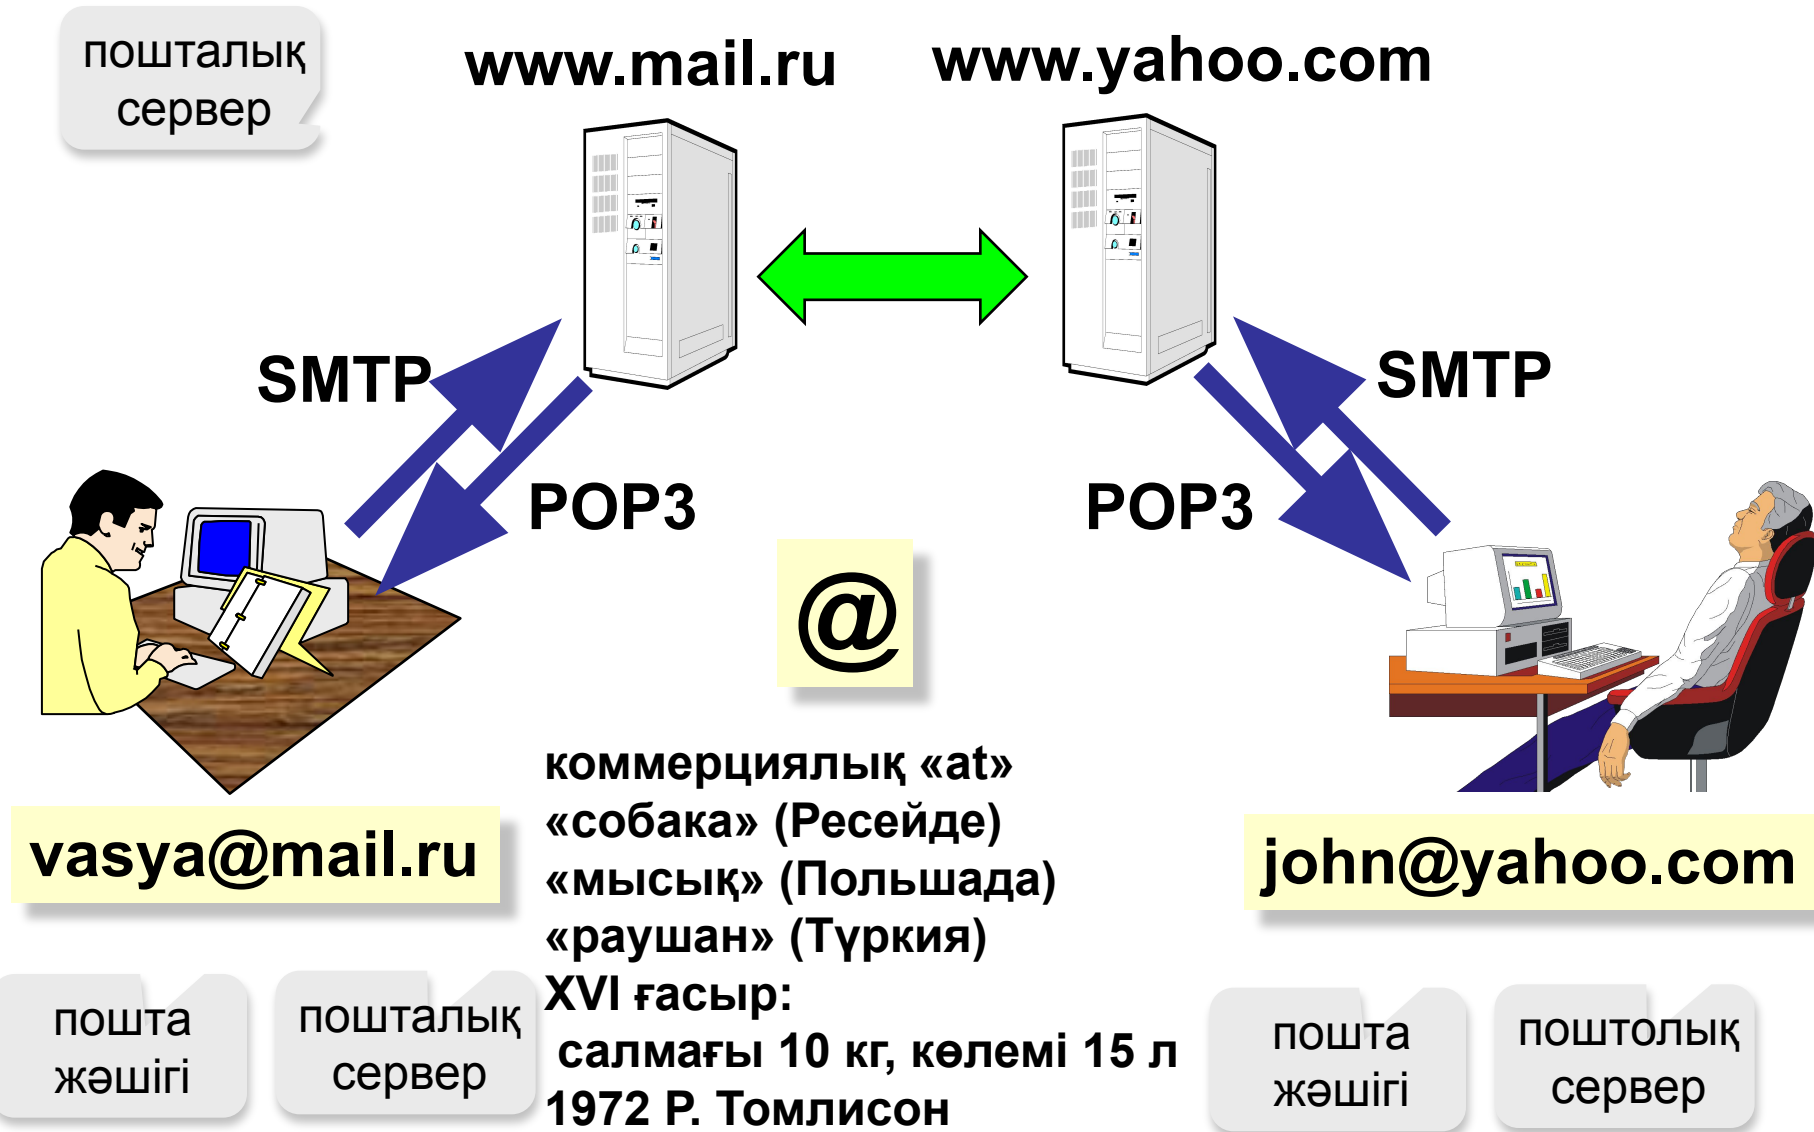 пошталық
сервер
www.mail.ru
www.yahoo.com
SMTP
SMTP
POP3
POP3
@
коммерциялық «at»
«собака» (Ресейде)
«мысық» (Польшада)
«раушан» (Түркия)
XVI ғасыр:
салмағы 10 кг, көлемі 15 л
1972 Р. Томлисон
vasya@mail.ru
john@yahoo.com
пошта
жәшігі
пошталық
сервер
пошта
жәшігі
поштолық
сервер